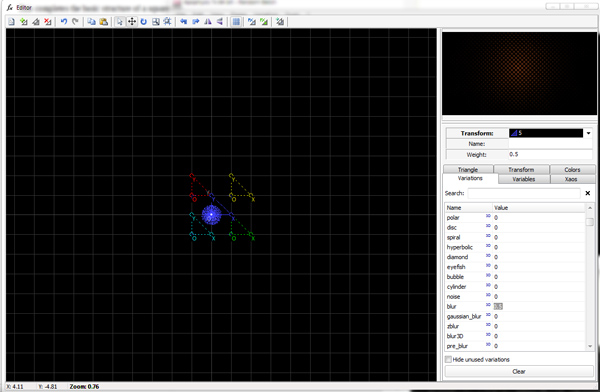 Editor
Transform: 5
Name:
Weight: 0.5
Triangle Transform Colors
Variations Variables Xaos
Search:
Name Value
polar 0
disc 0
spiral 0
hyperbolic 0
diamond 0
eyefish 0
bubble 0
cylinder 0
noise 0
blur
gaussian_blur 0
zblur 0
blur3D 0
pre_blur 0
Hide unused variations
Clear
X: 4.11 Y: -4.81 Zoom: 0.76